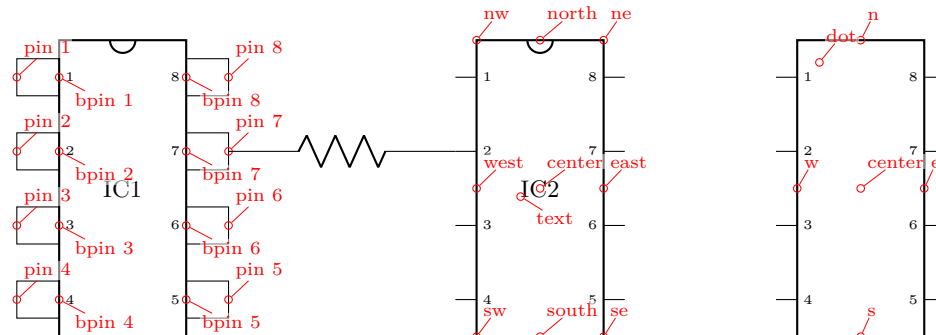 nw north ne
n
pin 1 pin 8
dot
1 8 1 8 1 8
bpin 1 bpin 8
pin 2 pin 7
2 7 2 2
bpin 2 bpin 7 west center east w center e
IC1 IC2
pin 3 pin 6
text
3 6 3 6 3 6
bpin 3 bpin 6
pin 4 pin 5
4 5 4 5 4 5
bpin 4 bpin 5 sw south se s